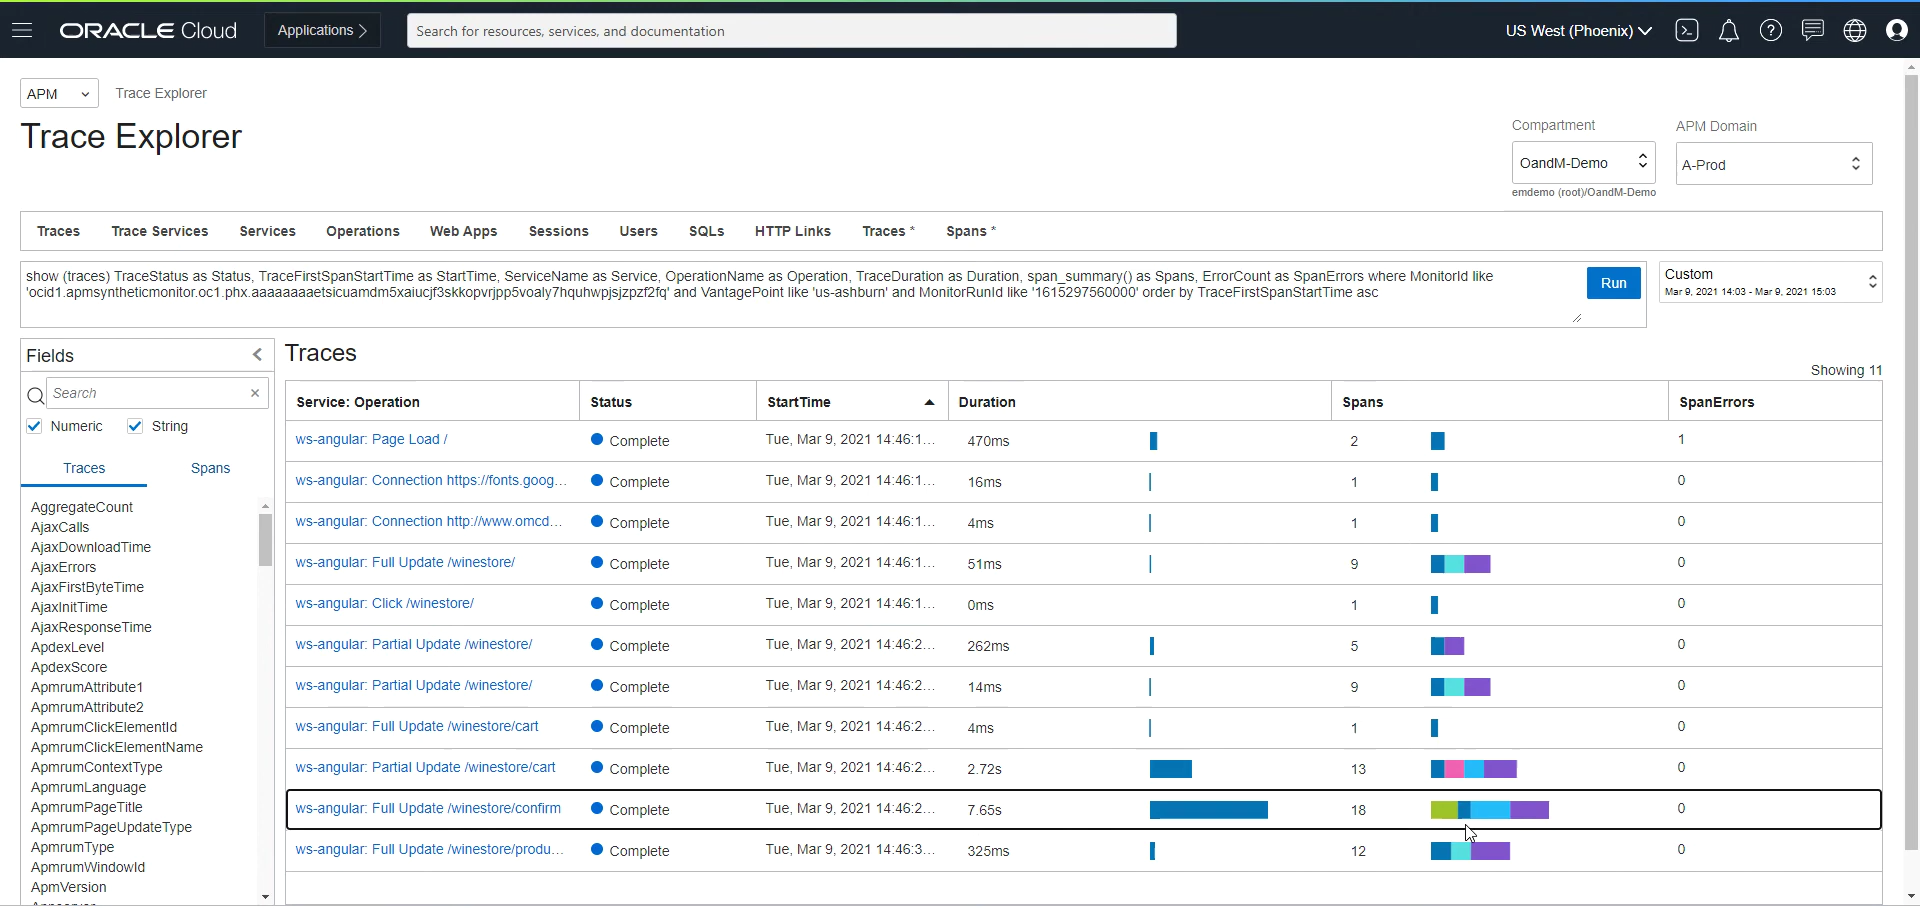 ORACLE Cloud
Applications
Search for resources, services, and documentation
US West (Phoenix)
APM
Trace Explorer
Trace Explorer
Compartment
APM Domain
OandM-Demo
A-Prod
emdemo (root)/OandM-Demo
Traces Trace Services Services Operations Web Apps Sessions Users SQLs HTTP Links Traces * Spans *
show (traces) TraceStatus as Status, TraceFirstSpanStartTime as StartTime, ServiceName as Service, OperationName as Operation, TraceDuration as Duration, span_summary() as Spans, ErrorCount as SpanErrors where MonitorId like
'ocid1.apmsyntheticmonitor.oc1.phx.aaaaaaaaetsicuamdm5xaiucjf3skkopvrjpp5voaly7hquhwpjsjzpzf2fq' and VantagePoint like 'us-ashburn' and MonitorRunId like '1615297560000' order by TraceFirstSpanStartTime asc
Run
Custom
Mar 9, 2021 14:03 - Mar 9, 2021 15:03
Fields
Search
Numeric String
Traces Spans
AggregateCount
AjaxCalls
AjaxDownloadTime
AjaxErrors
AjaxFirstByteTime
AjaxInitTime
AjaxResponseTime
ApdexLevel
ApdexScore
ApmrumAttribute1
ApmrumAttribute2
ApmrumClickElementId
ApmrumClickElementName
ApmrumContextType
ApmrumLanguage
ApmrumPageTitle
ApmrumPageUpdateType
ApmrumType
ApmrumWindowId
ApmVersion
Traces
Showing 11
Service: Operation Status StartTime Duration Spans SpanErrors
ws-angular: Page Load / Complete Tue, Mar 9, 2021 14:46:1... 470ms 2 1
ws-angular: Connection https://fonts.goog... Complete Tue, Mar 9, 2021 14:46:1... 16ms 1 0
ws-angular: Connection http://www.omcd... Complete Tue, Mar 9, 2021 14:46:1... 4ms 1 0
ws-angular: Full Update /winestore/ Complete Tue, Mar 9, 2021 14:46:1... 51ms 9 0
ws-angular: Click /winestore/ Complete Tue, Mar 9, 2021 14:46:1... 0ms 1 0
ws-angular: Partial Update /winestore/ Complete Tue, Mar 9, 2021 14:46:2... 262ms 5 0
ws-angular: Partial Update /winestore/ Complete Tue, Mar 9, 2021 14:46:2... 14ms 9 0
ws-angular: Full Update /winestore/cart Complete Tue, Mar 9, 2021 14:46:2... 4ms 1 0
ws-angular: Partial Update /winestore/cart Complete Tue, Mar 9, 2021 14:46:2... 2.72s 13 0
ws-angular: Full Update /winestore/confirm Complete Tue, Mar 9, 2021 14:46:2... 7.65s 18 0
ws-angular: Full Update /winestore/produ... Complete Tue, Mar 9, 2021 14:46:3... 325ms 12 0